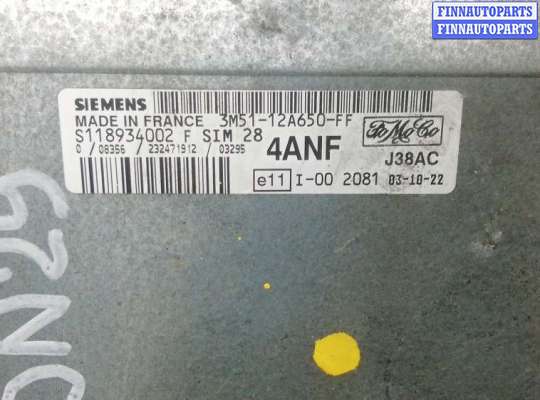 FINNAUTOPARTS
FINNAUTOPARTS
SIEMENS
MADE IN FRANCE 3M51-12A650-FF
S118934002 F SIM 28
0 / 08356 / 232471912 / 03295
4ANF
FoMoCo
J38AC
e11 I-00 2081 03-10-22